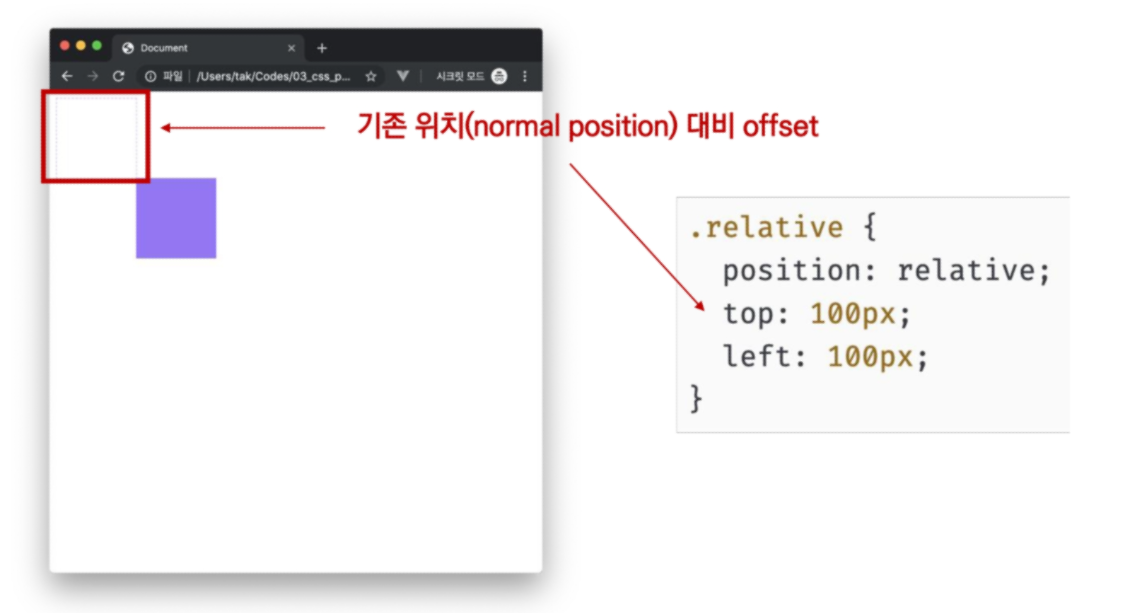 Document
파일 /Users/tak/Codes/03_css_p... 시크릿 모드
기존 위치(normal position) 대비 offset
.relative {
position: relative;
top: 100px;
left: 100px;
}